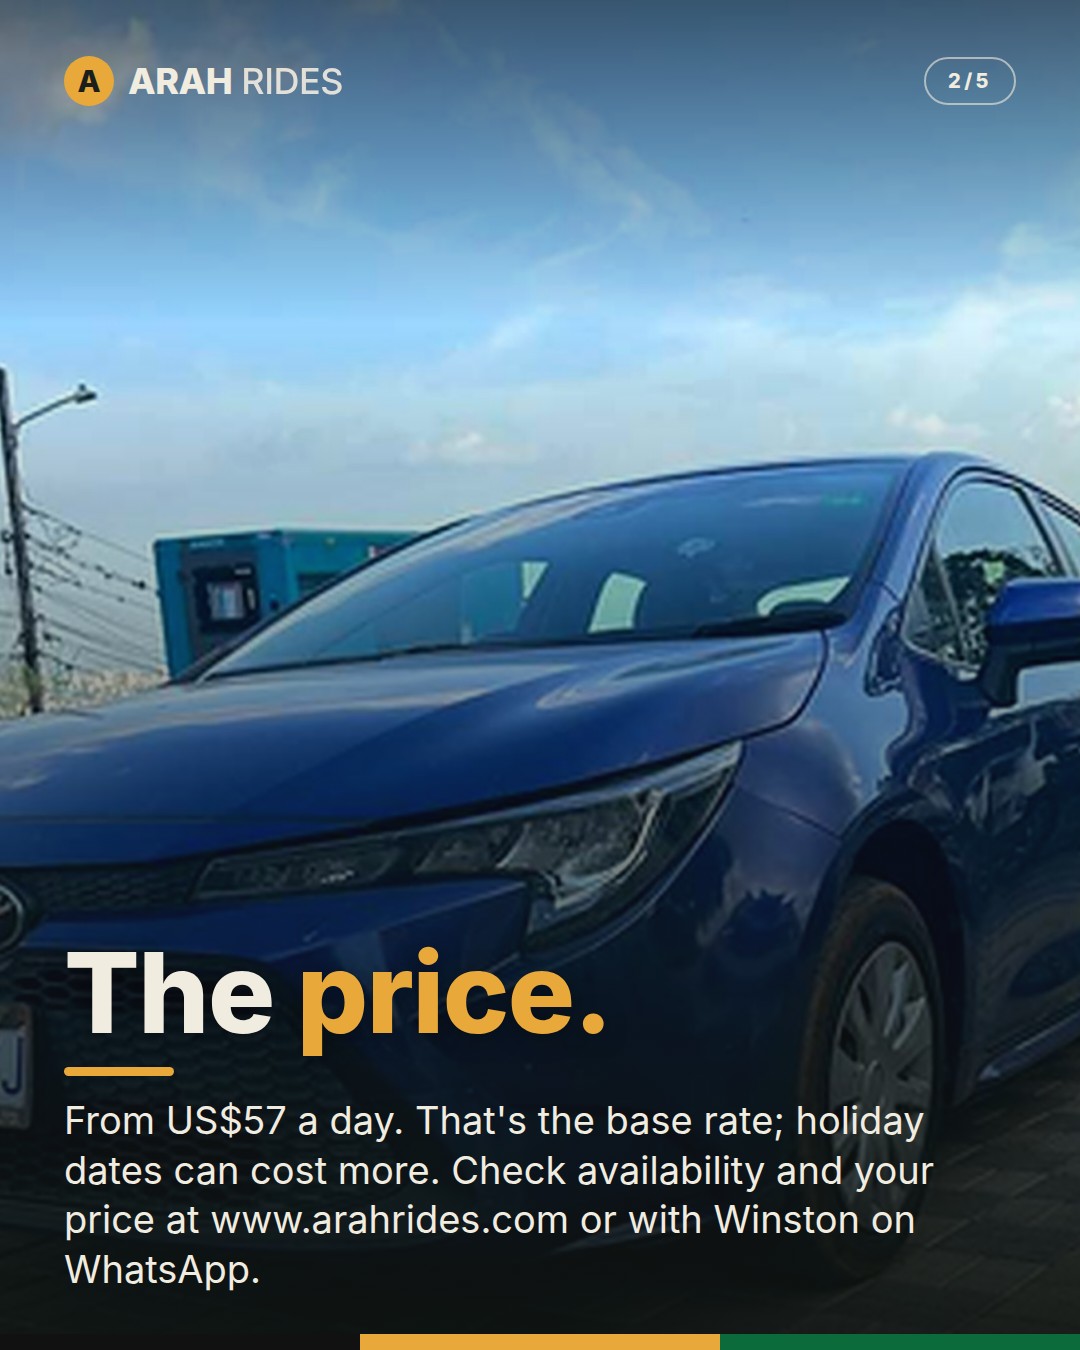 A ARAH RIDES
2/5
The price.
From US$57 a day. That's the base rate; holiday
dates can cost more. Check availability and your
price at www.arahrides.com or with Winston on
WhatsApp.